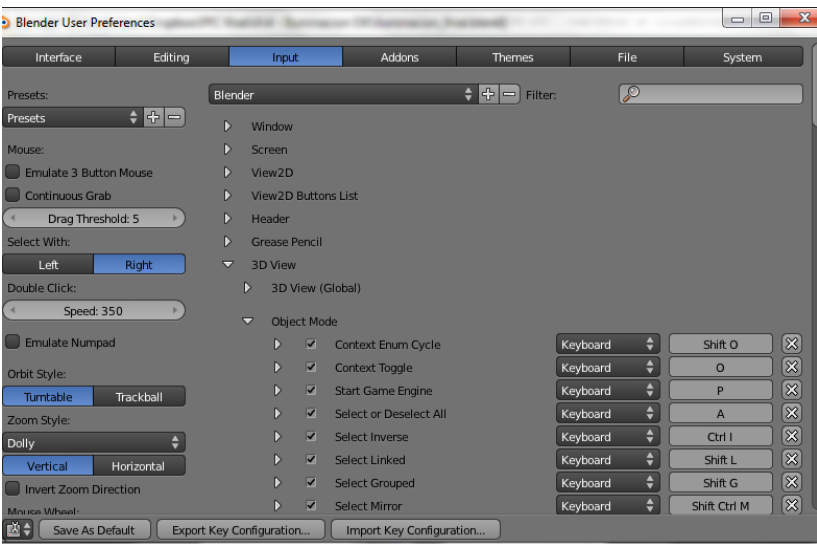 Blender User Preferences
Interface Editing Input Addons Themes File System
Presets:
Presets
Mouse:
Emulate 3 Button Mouse
Continuous Grab
Drag Threshold: 5
Select With:
Left Right
Double Click:
Speed: 350
Emulate Numpad
Orbit Style:
Turntable Trackball
Zoom Style:
Dolly
Vertical Horizontal
Invert Zoom Direction
Mouse Wheel:
Blender Filter:
Window
Screen
View2D
View2D Buttons List
Header
Grease Pencil
3D View
3D View (Global)
Object Mode
Context Enum Cycle Keyboard Shift O
Context Toggle Keyboard O
Start Game Engine Keyboard P
Select or Deselect All Keyboard A
Select Inverse Keyboard Ctrl I
Select Linked Keyboard Shift L
Select Grouped Keyboard Shift G
Select Mirror Keyboard Shift Ctrl M
Save As Default Export Key Configuration... Import Key Configuration...